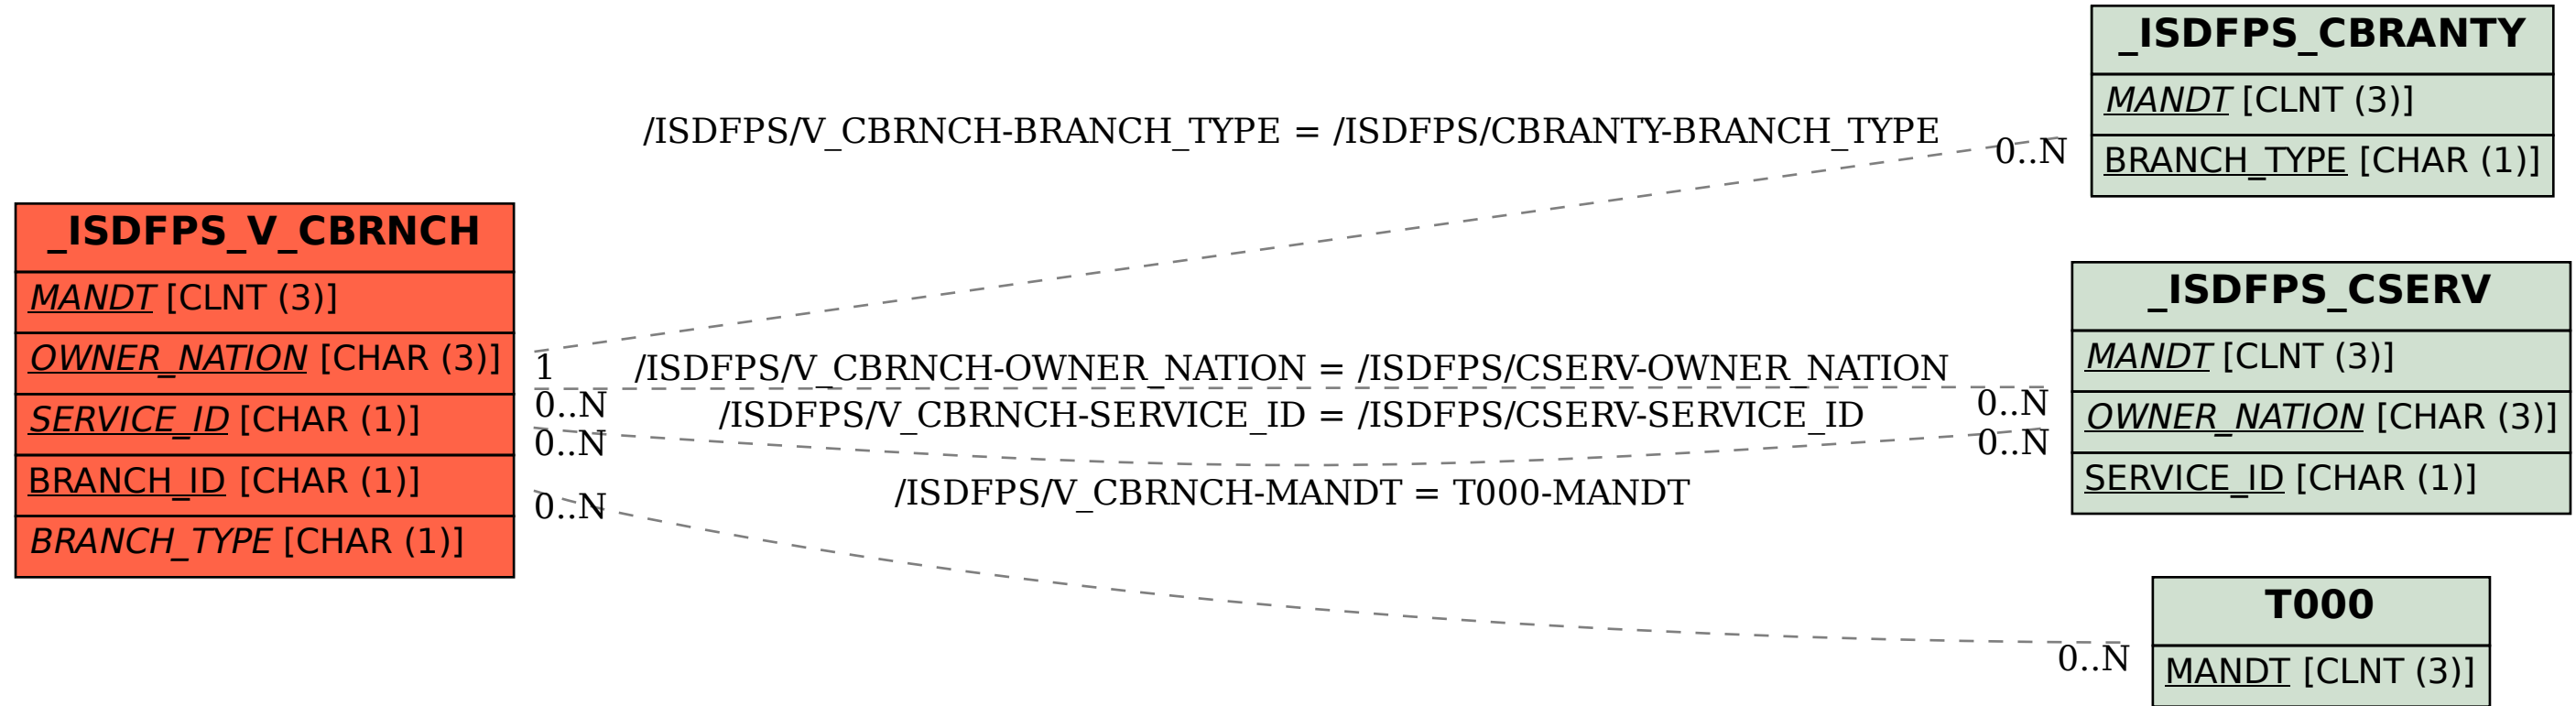 _ISDFPS_CBRANTY
MANDT [CLNT (3)]
BRANCH_TYPE [CHAR (1)]
/ISDFPS/V_CBRNCH-BRANCH_TYPE = /ISDFPS/CBRANTY-BRANCH_TYPE
0..N
_ISDFPS_V_CBRNCH
MANDT [CLNT (3)]
OWNER_NATION [CHAR (3)]
SERVICE_ID [CHAR (1)]
BRANCH_ID [CHAR (1)]
BRANCH_TYPE [CHAR (1)]
1
/ISDFPS/V_CBRNCH-OWNER_NATION = /ISDFPS/CSERV-OWNER_NATION
0..N
0..N
/ISDFPS/V_CBRNCH-SERVICE_ID = /ISDFPS/CSERV-SERVICE_ID
0..N
0..N
/ISDFPS/V_CBRNCH-MANDT = T000-MANDT
0..N
0..N
_ISDFPS_CSERV
MANDT [CLNT (3)]
OWNER_NATION [CHAR (3)]
SERVICE_ID [CHAR (1)]
T000
MANDT [CLNT (3)]